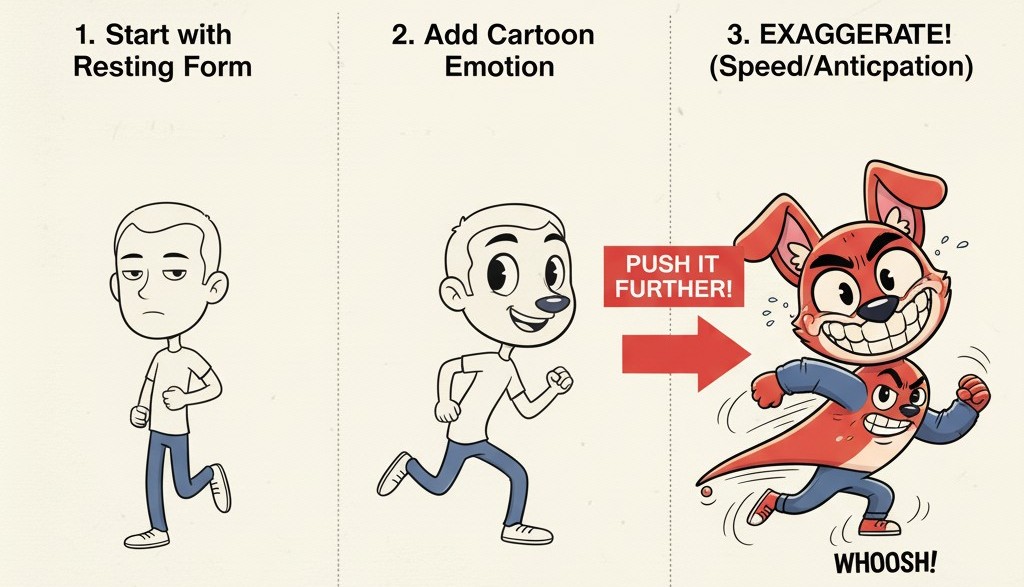 1. Start with
Resting Form
2. Add Cartoon
Emotion
3. EXAGGERATE!
(Speed/Anticpation)
PUSH IT
FURTHER!
WHOOSH!